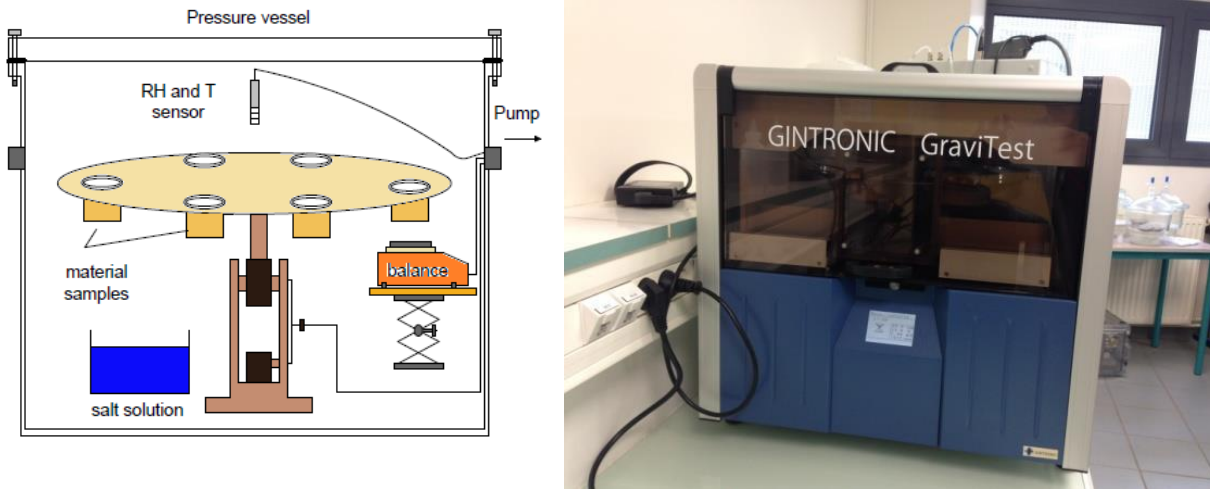 Pressure vessel
RH and T
sensor
Pump
material
samples
balance
salt solution
GINTRONIC GraviTest